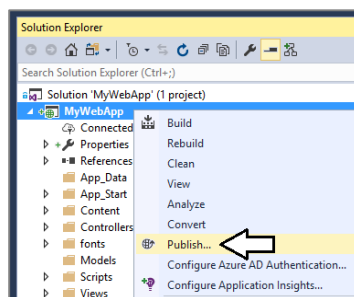 Solution Explorer
Search Solution Explorer (Ctrl+;)
Solution 'MyWebApp' (1 project)
MyWebApp
Connected
Properties
References
App_Data
App_Start
Content
Controllers
fonts
Models
Scripts
Views
Build
Rebuild
Clean
View
Analyze
Convert
Publish...
Configure Azure AD Authentication...
Configure Application Insights...